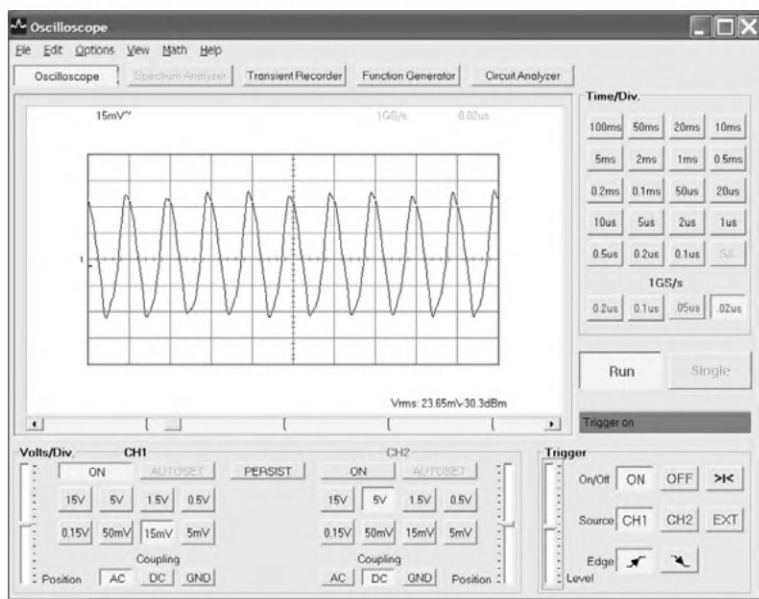 Oscilloscope
File Edit Options View Math Help
Oscilloscope Spectrum Analyzer Transient Recorder Function Generator Circuit Analyzer
15mV~ 1GS/s 0.02us
1
Vrms: 23.65mV -30.3dBm
Time/Div.
100ms 50ms 20ms 10ms
5ms 2ms 1ms 0.5ms
0.2ms 0.1ms 50us 20us
10us 5us 2us 1us
0.5us 0.2us 0.1us
1GS/s
0.2us 0.1us .05us .02us
Run Single
Trigger on
Volts/Div. CH1 CH2
ON AUTOSET PERSIST ON AUTOSET
15V 5V 1.5V 0.5V 15V 5V 1.5V 0.5V
0.15V 50mV 15mV 5mV 0.15V 50mV 15mV 5mV
Coupling Coupling
Position AC DC GND AC DC GND Position
Trigger
On/Off ON OFF >I<
Source CH1 CH2 EXT
Edge
Level